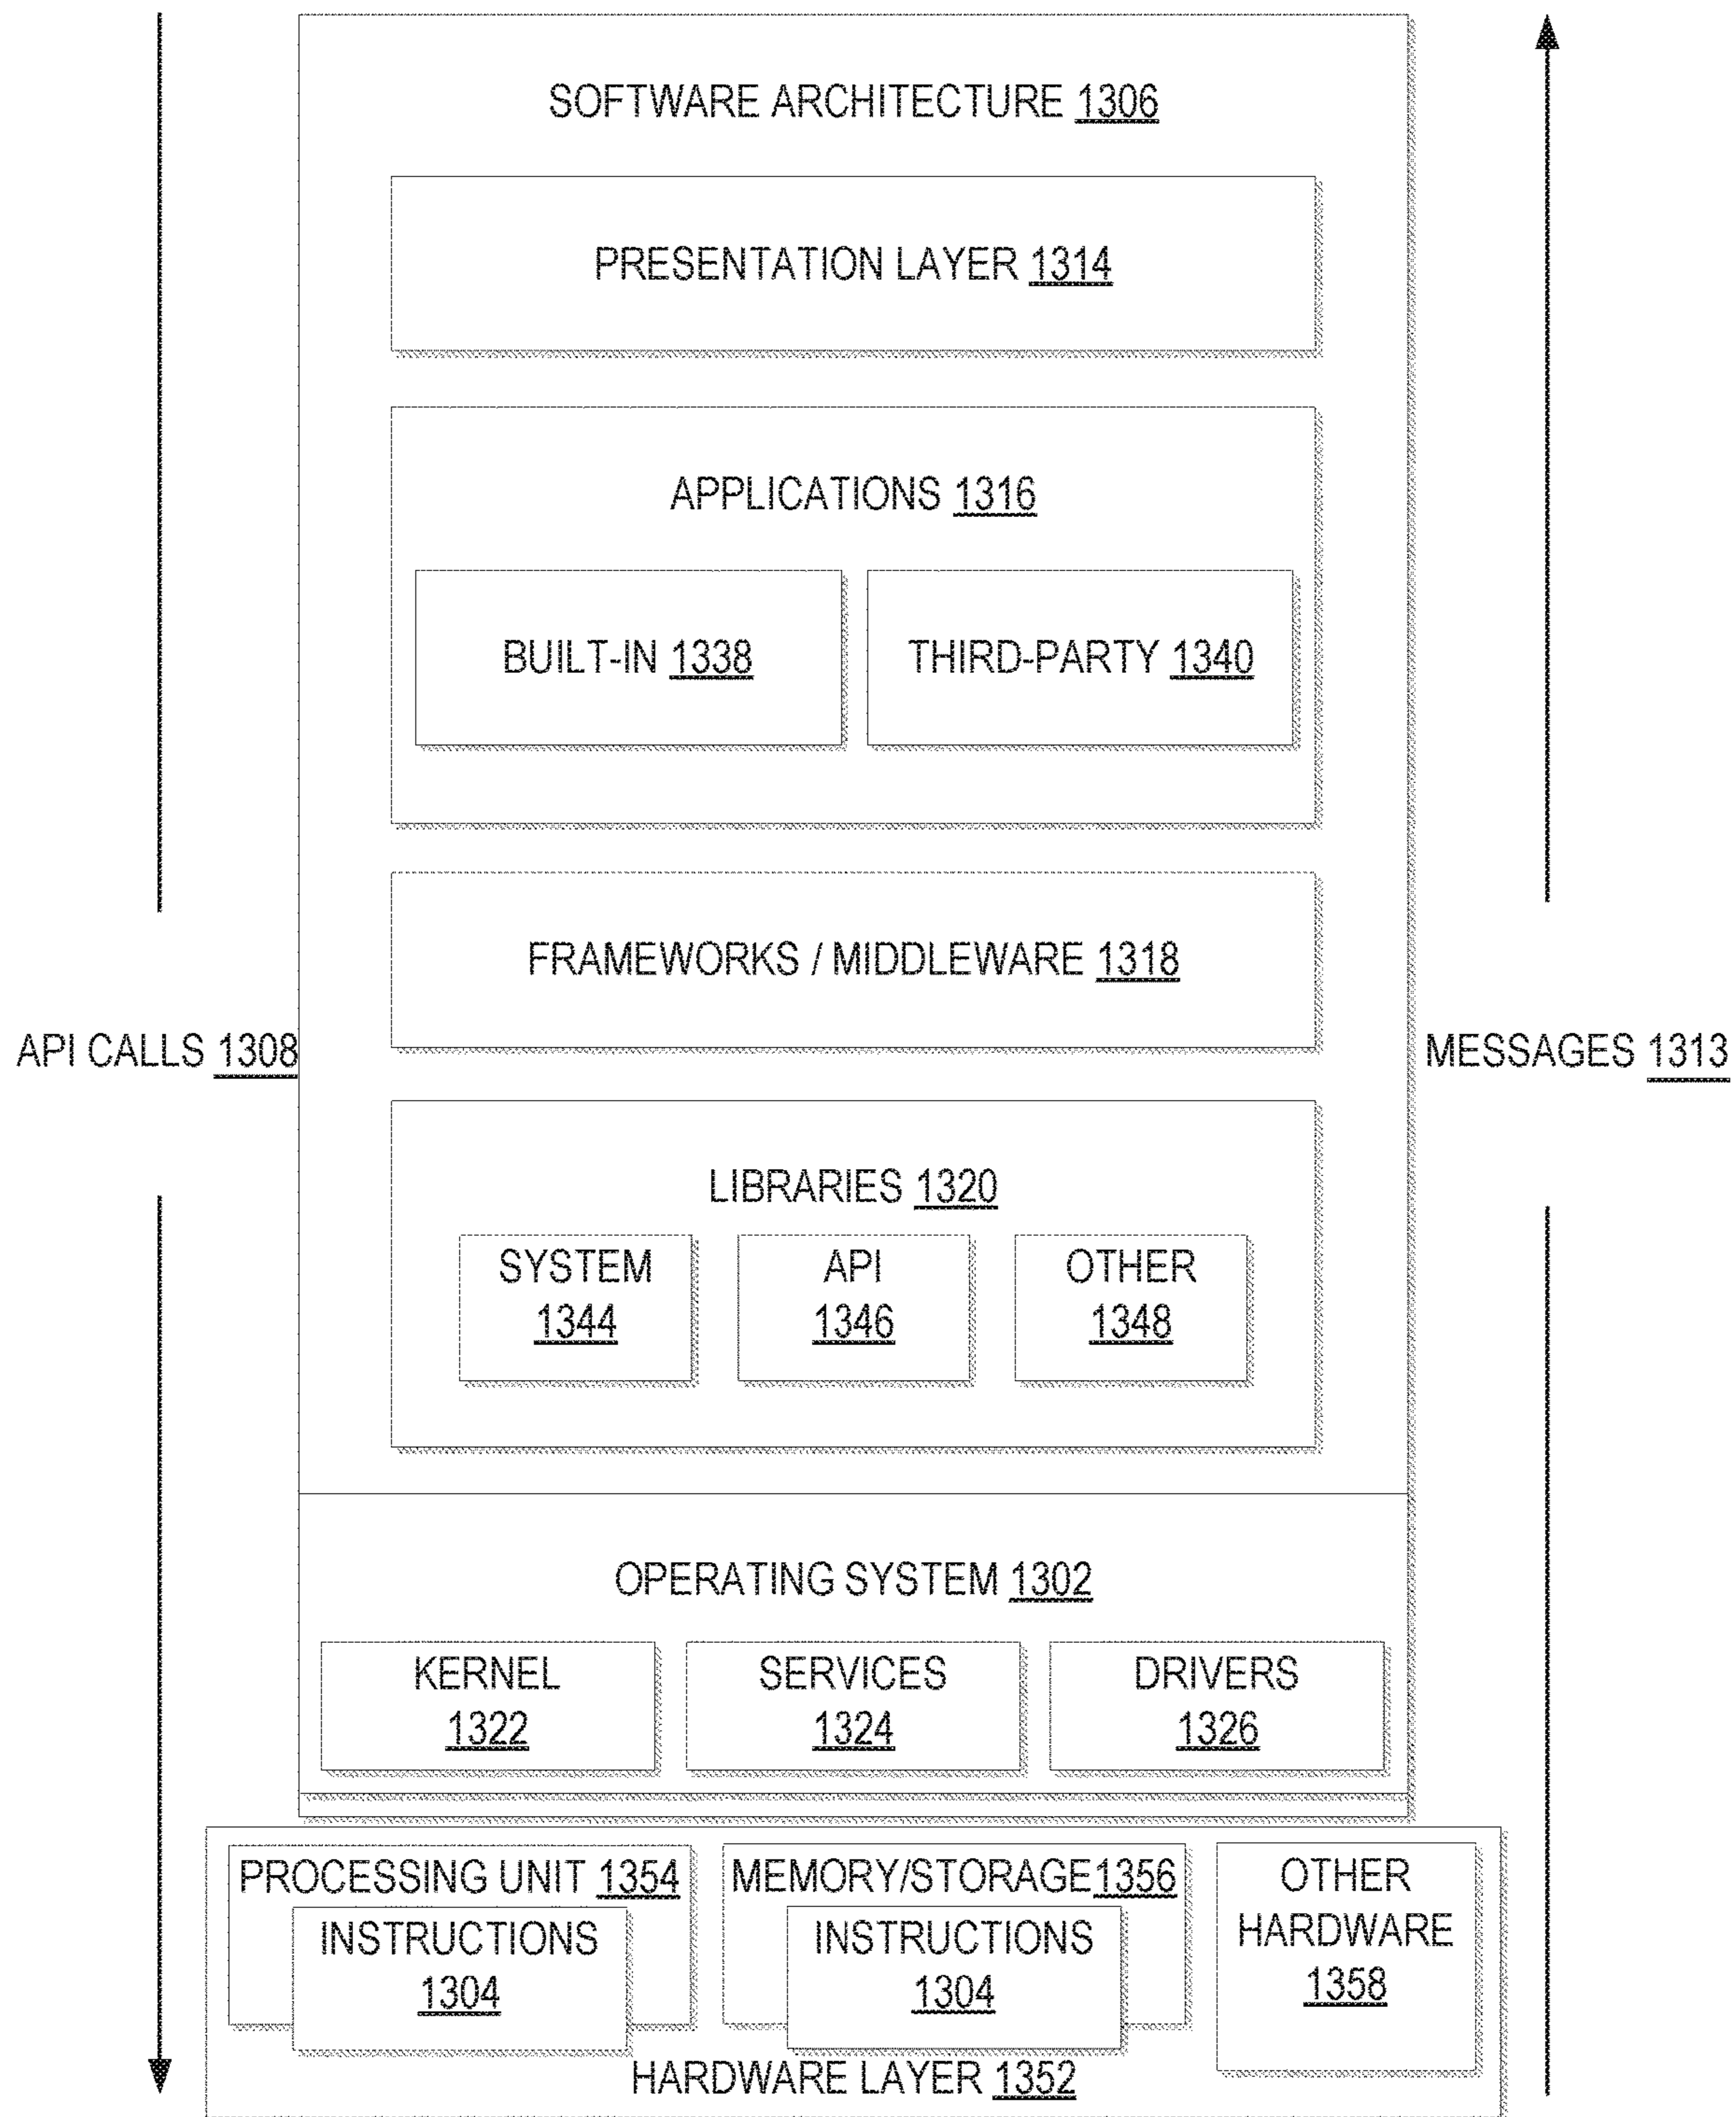 SOFTWARE ARCHITECTURE 1306
PRESENTATION LAYER 1314
APPLICATIONS 1316
BUILT-IN 1338
THIRD-PARTY 1340
FRAMEWORKS / MIDDLEWARE 1318
API CALLS 1308
MESSAGES 1313
LIBRARIES 1320
SYSTEM
1344
API
1346
OTHER
1348
OPERATING SYSTEM 1302
KERNEL
1322
SERVICES
1324
DRIVERS
1326
PROCESSING UNIT 1354
INSTRUCTIONS
1304
MEMORY/STORAGE1356
INSTRUCTIONS
1304
OTHER
HARDWARE
1358
HARDWARE LAYER 1352